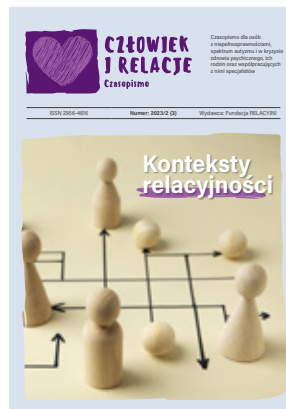 CZŁOWIEK
I RELACJE
Czasopismo
Czasopismo dla osób
z niepełnosprawnościami,
spektrum autyzmu i w kryzysie
zdrowia psychicznego, ich
rodzin oraz współpracujących
z nimi specjalistów
ISSN 2956-4816
Numer: 2023/2 (3)
Wydawca: Fundacja RELACYJNI
Konteksty
relacyjności